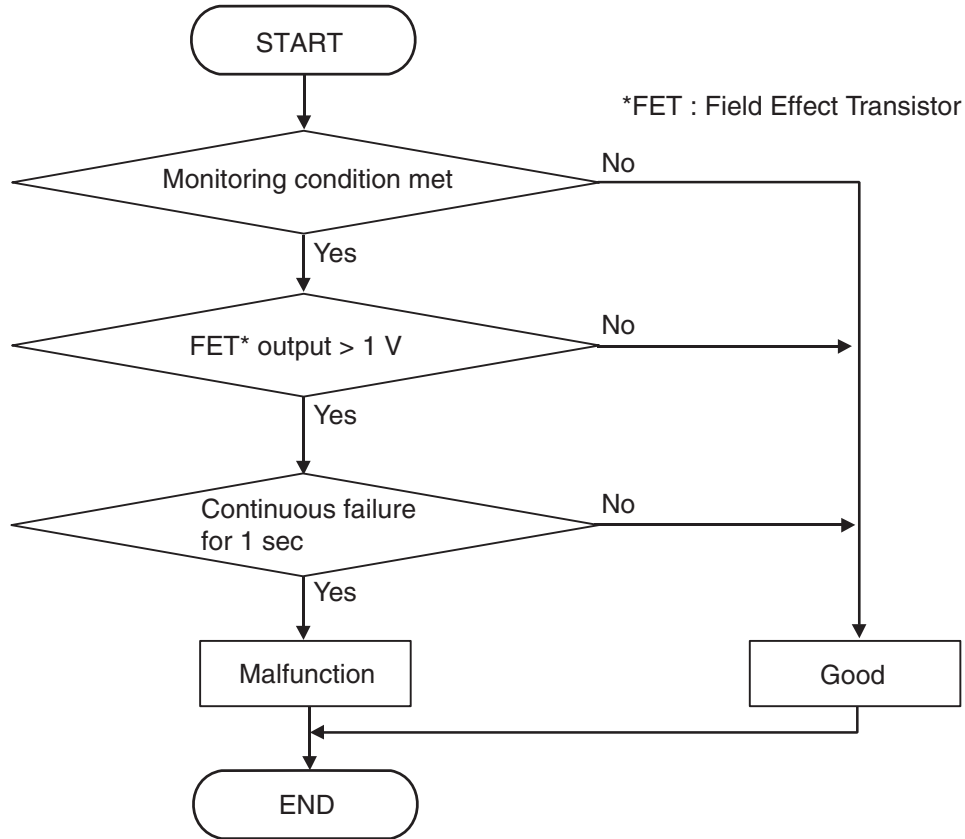 START
*FET : Field Effect Transistor
Monitoring condition met
No
Yes
FET* output > 1 V
No
Yes
Continuous failure
for 1 sec
No
Yes
Malfunction
Good
END